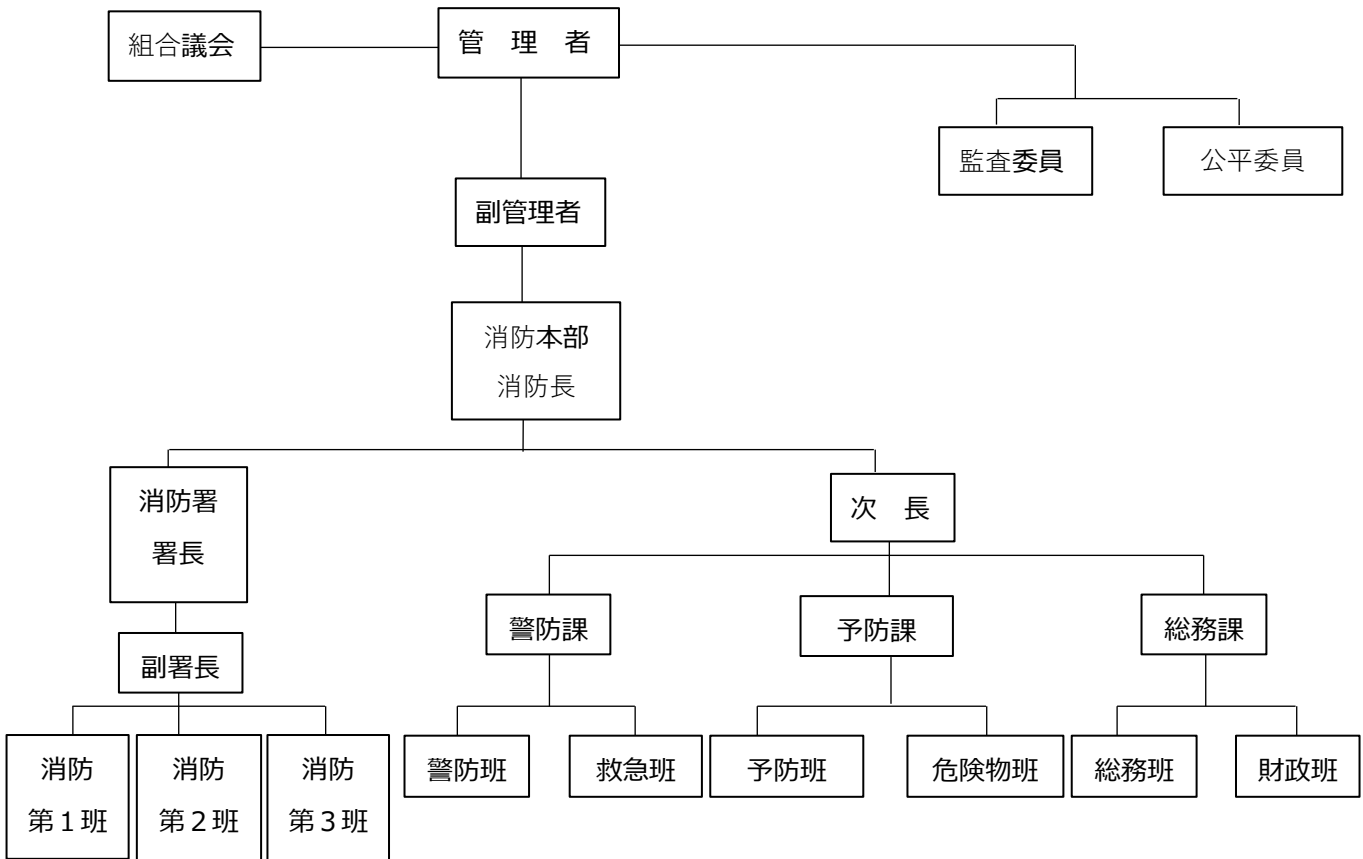 組合議会
管　理　者
監査委員
公平委員
副管理者
消防本部
消防長
消防署
署長
次　長
警防課
予防課
総務課
副署長
消防
第１班
消防
第２班
消防
第３班
警防班
救急班
予防班
危険物班
総務班
財政班